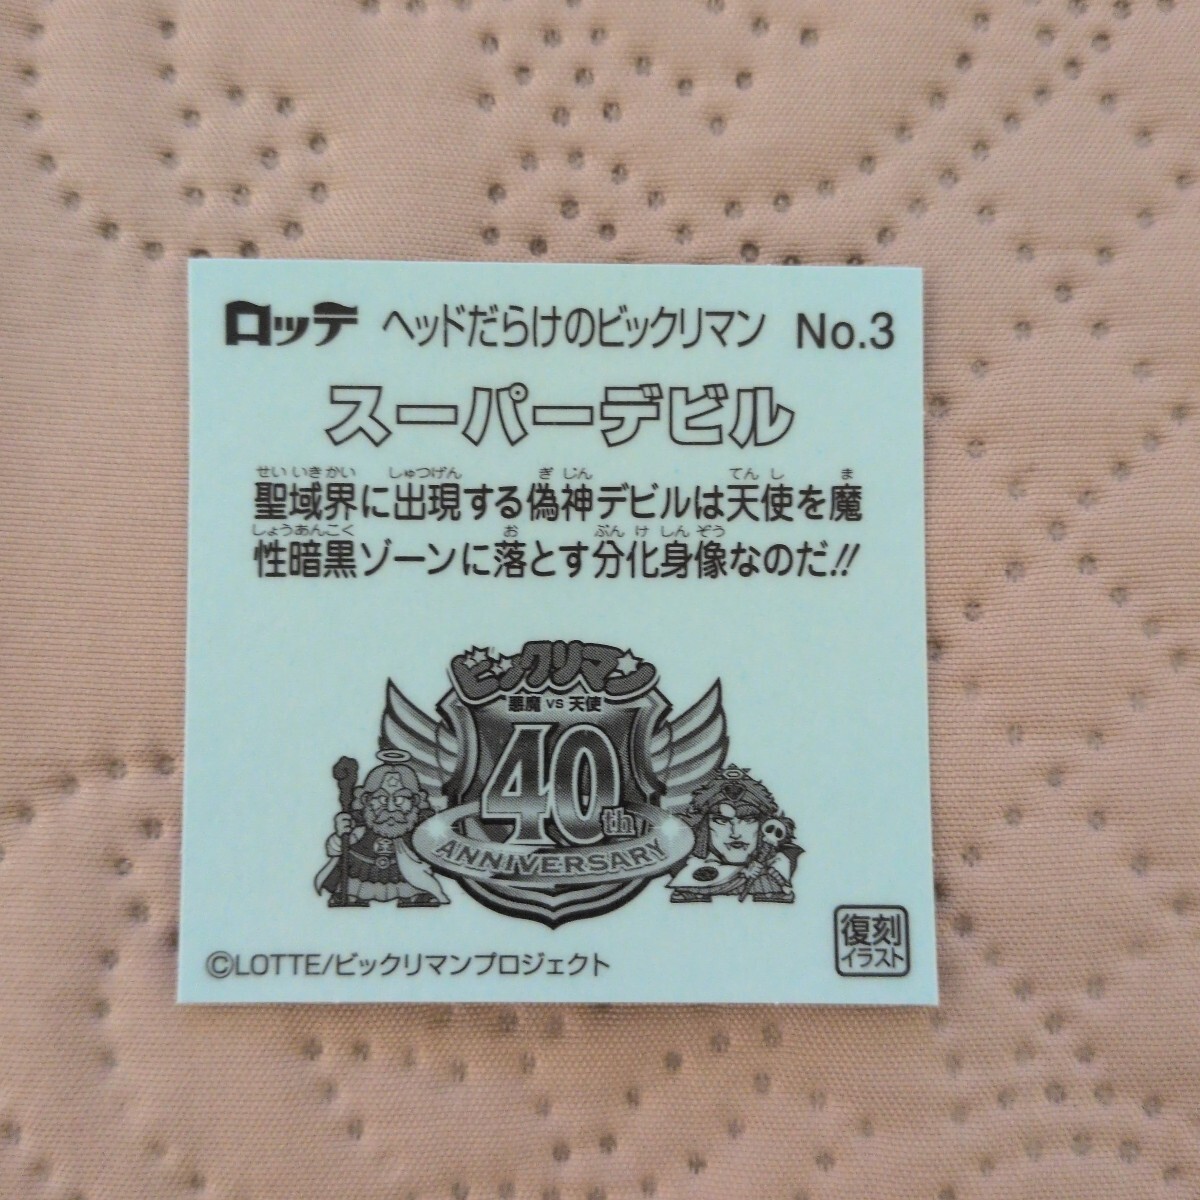 ロッテ ヘッドだらけのビックリマン No.3
スーパーデビル
せいいきかい しゅつげん ぎ じん てん し ま
聖域界に出現する偽神デビルは天使を魔
しょうあんこく お ぶん け しん ぞう
性暗黒ゾーンに落とす分化身像なのだ!!
ビックリマン
悪魔 VS 天使
40th
ANNIVERSARY
復刻
イラスト
©LOTTE/ビックリマンプロジェクト